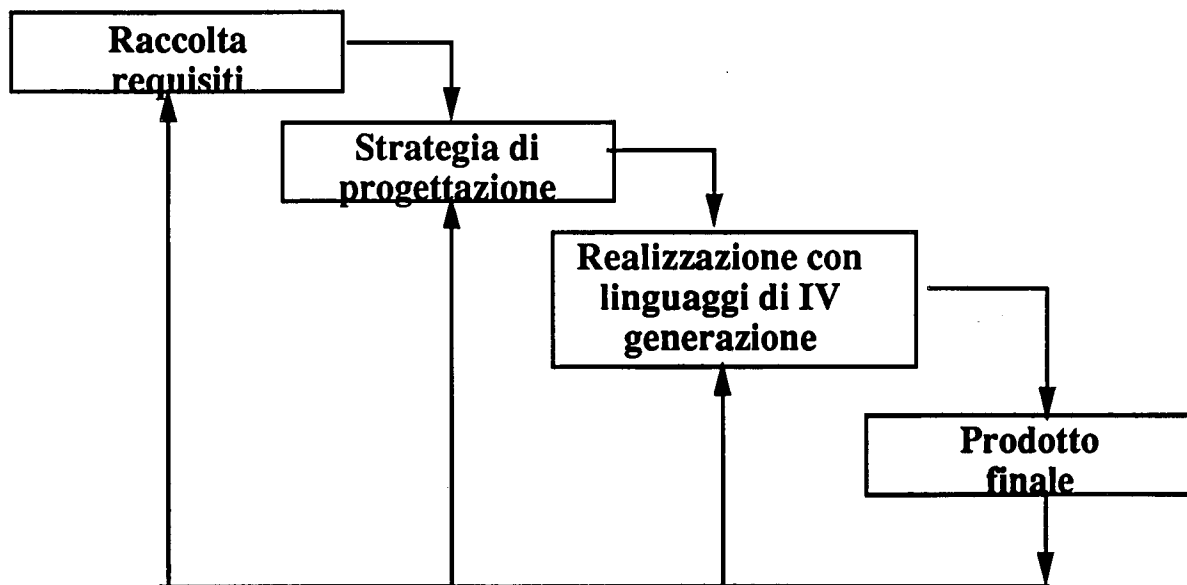 Raccolta
requisiti
Strategia di
progettazione
Realizzazione con
linguaggi di IV
generazione
Prodotto
finale